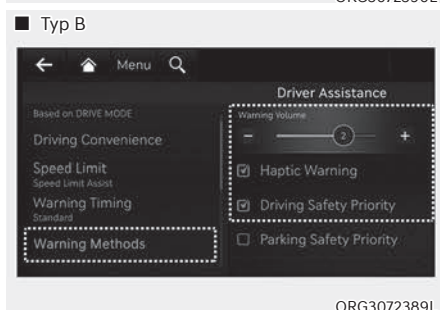 ■ Typ B
Menu
Driver Assistance
Based on DRIVE MODE
Driving Convenience
Speed Limit
Speed Limit Assist
Warning Timing
Standard
Warning Methods
Warning Volume
- 2 +
Haptic Warning
Driving Safety Priority
Parking Safety Priority
ORG3072389L